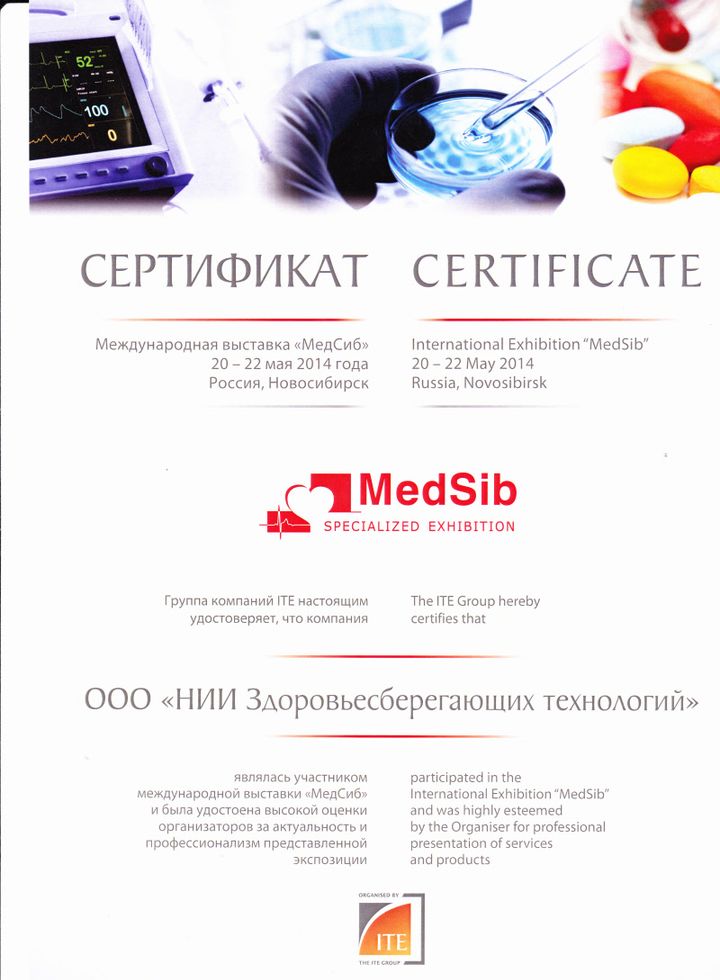 52
100
0
СЕРТИФИКАТ
Международная выставка «МедСиб»
20 – 22 мая 2014 года
Россия, Новосибирск
CERTIFICATE
International Exhibition “MedSib”
20 – 22 May 2014
Russia, Novosibirsk
MedSib
SPECIALIZED EXHIBITION
Группа компаний ITE настоящим
удостоверяет, что компания
The ITE Group hereby
certifies that
ООО «НИИ Здоровьесберегающих технологий»
являлась участником
международной выставки «МедСиб»
и была удостоена высокой оценки
организаторов за актуальность и
профессионализм представленной
экспозиции
participated in the
International Exhibition “MedSib”
and was highly esteemed
by the Organiser for professional
presentation of services
and products
ORGANISED BY
ITE
THE ITE GROUP